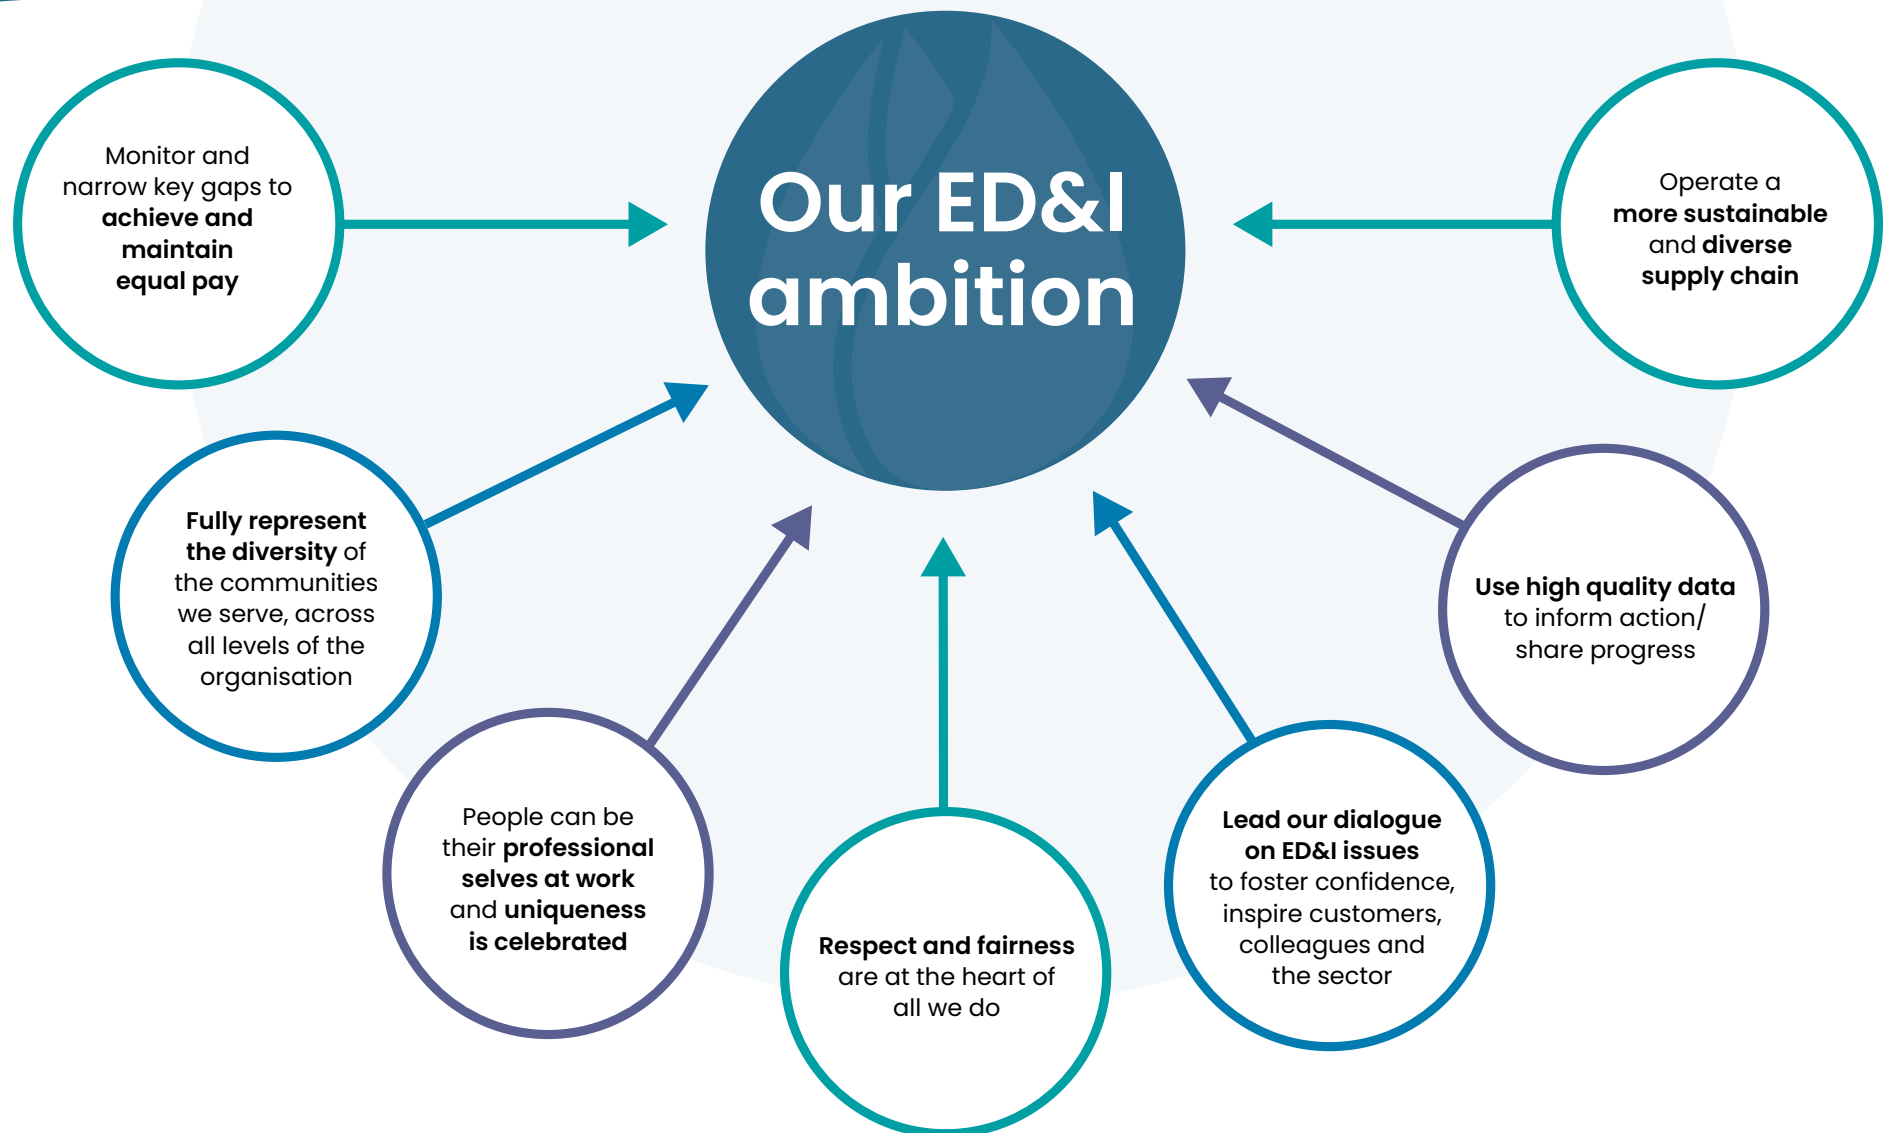 Our ED&I
ambition
Monitor and
narrow key gaps to
achieve and
maintain
equal pay
Fully represent
the diversity of
the communities
we serve, across
all levels of the
organisation
People can be
their professional
selves at work
and uniqueness
is celebrated
Respect and fairness
are at the heart of
all we do
Lead our dialogue
on ED&I issues
to foster confidence,
inspire customers,
colleagues and
the sector
Use high quality data
to inform action/
share progress
Operate a
more sustainable
and diverse
supply chain